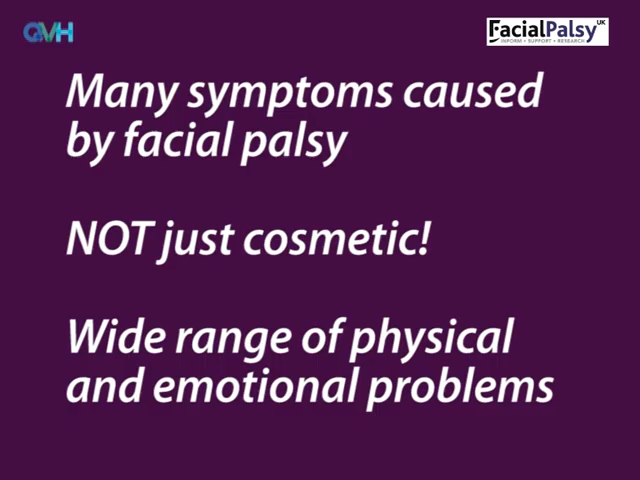 QVH
FacialPalsy UK
INFORM • SUPPORT • RESEARCH
Many symptoms caused
by facial palsy
NOT just cosmetic!
Wide range of physical
and emotional problems